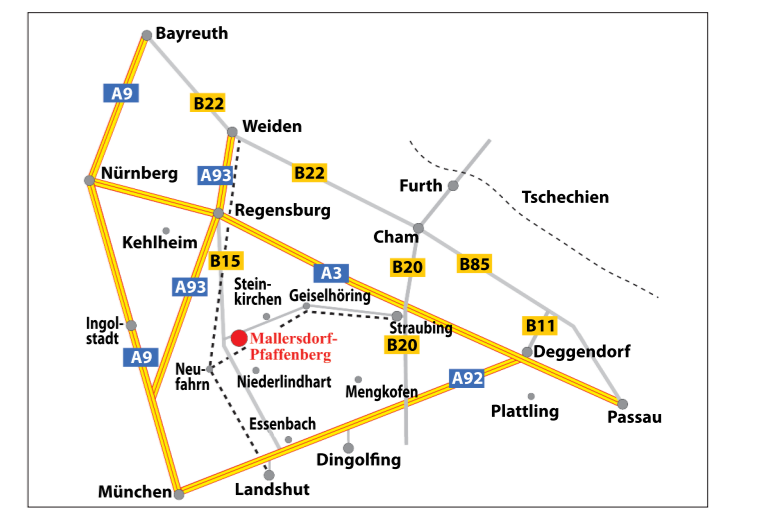 Bayreuth
A9
B22
Weiden
Nürnberg
A93
B22
Furth
Tschechien
Regensburg
Kehlheim
Cham
B15
A3
B20
B85
A93
Stein-
kirchen
Geiselhöring
Ingol-
stadt
Straubing
B11
Mallersdorf-
Pfaffenberg
B20
A9
Deggendorf
Neu-
fahrn
Niederlindhart
A92
Mengkofen
Plattling
Passau
Essenbach
Dingolfing
München
Landshut